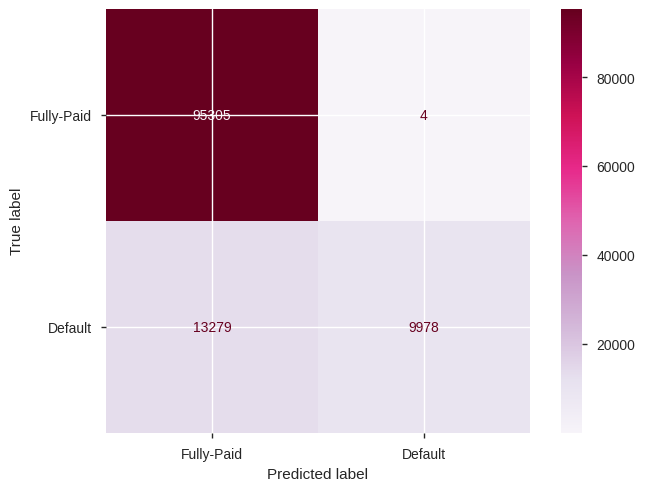 80000
Fully-Paid
95305
4
60000
True label
40000
Default
13279
9978
20000
Fully-Paid
Default
Predicted label